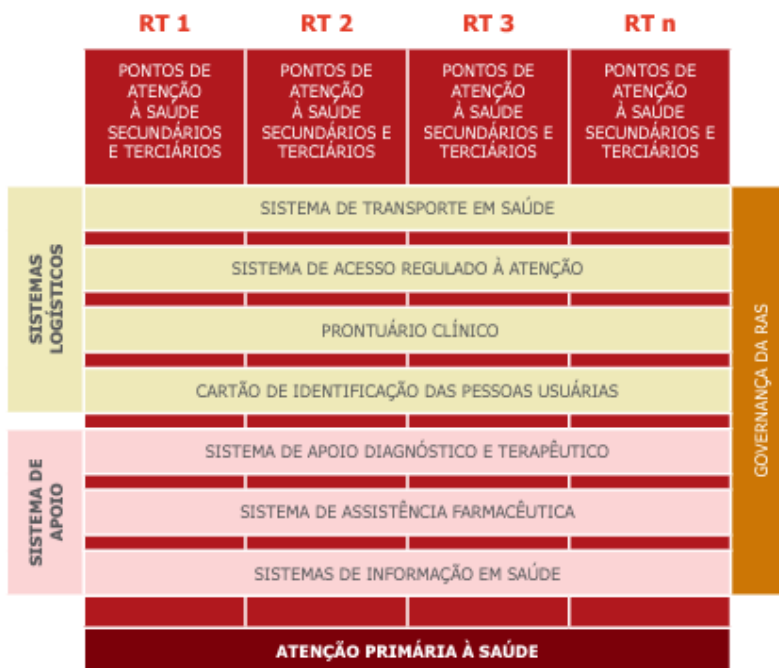 RT 1
RT 2
RT 3
RT n
PONTOS DE
ATENÇÃO
À SAÚDE
SECUNDÁRIOS
E TERCIÁRIOS
PONTOS DE
ATENÇÃO
À SAÚDE
SECUNDÁRIOS E
TERCIÁRIOS
PONTOS DE
ATENÇÃO
À SAÚDE
SECUNDÁRIOS E
TERCIÁRIOS
PONTOS DE
ATENÇÃO
À SAÚDE
SECUNDÁRIOS E
TERCIÁRIOS
SISTEMAS
LOGÍSTICOS
SISTEMA DE TRANSPORTE EM SAÚDE
SISTEMA DE ACESSO REGULADO À ATENÇÃO
PRONTUÁRIO CLÍNICO
CARTÃO DE IDENTIFICAÇÃO DAS PESSOAS USUÁRIAS
SISTEMA DE
APOIO
SISTEMA DE APOIO DIAGNÓSTICO E TERAPÊUTICO
SISTEMA DE ASSISTÊNCIA FARMACÊUTICA
SISTEMAS DE INFORMAÇÃO EM SAÚDE
GOVERNANÇA DA RAS
ATENÇÃO PRIMÁRIA À SAÚDE